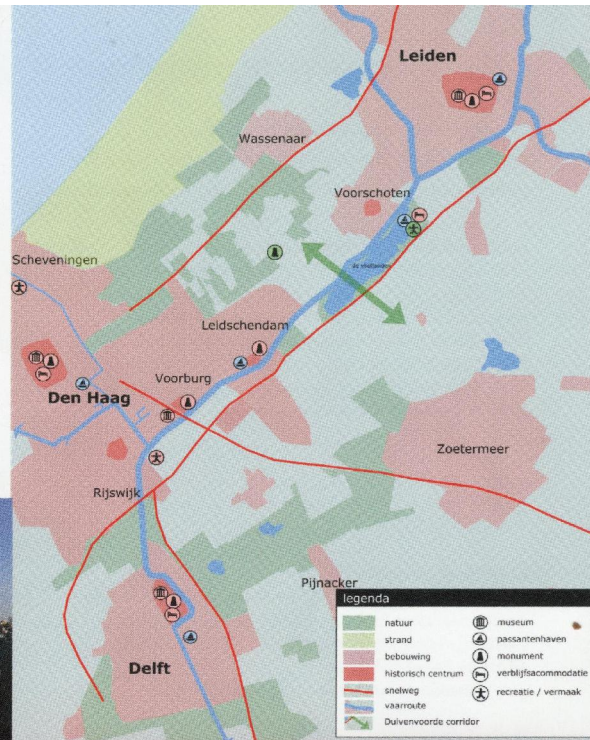 Leiden
Wassenaar
Voorschoten
Scheveningen
Leidschendam
Voorburg
Den Haag
Zoetermeer
Rijswijk
Pijnacker
Delft
legenda
natuur
strand
bebouwing
historisch centrum
snelweg
vaarroute
Duivenvoorde corridor
museum
passantenhaven
monument
verblijfsacommodatie
recreatie / vermaak